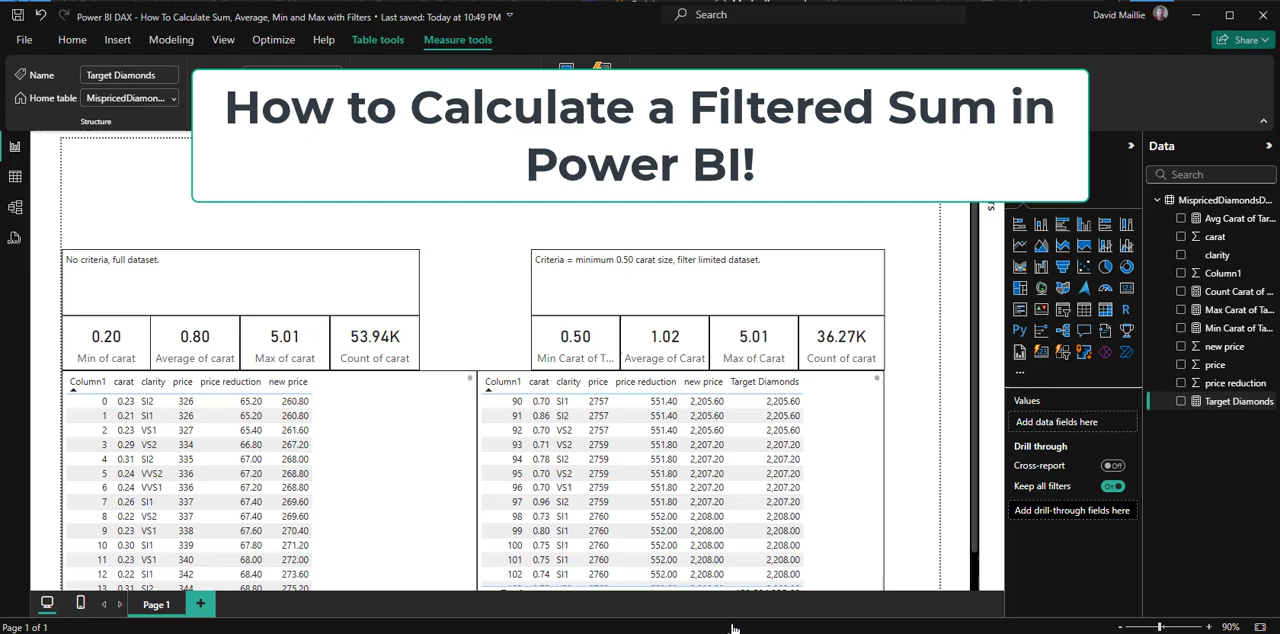 Power BI DAX - How To Calculate Sum, Average, Min and Max with Filters • Last saved: Today at 10:49 PM
Search
David Maillie
File Home Insert Modeling View Optimize Help Table tools Measure tools
Share
Name Target Diamonds
Home table MispricedDiamon...
Structure
How to Calculate a Filtered Sum in
Power BI!
Data
Search
No criteria, full dataset.
Criteria = minimum 0.50 carat size, filter limited dataset.
0.20 0.80 5.01 53.94K
Min of carat Average of carat Max of carat Count of carat
0.50 1.02 5.01 36.27K
Min Carat of T... Average of Carat Max of Carat Count of carat
Column1 carat clarity price price reduction new price
0 0.23 SI2 326 65.20 260.80
1 0.21 SI1 326 65.20 260.80
2 0.23 VS1 327 65.40 261.60
3 0.29 VS2 334 66.80 267.20
4 0.31 SI2 335 67.00 268.00
5 0.24 VVS2 336 67.20 268.80
6 0.24 VVS1 336 67.20 268.80
7 0.26 SI1 337 67.40 269.60
8 0.22 VS2 337 67.40 269.60
9 0.23 VS1 338 67.60 270.40
10 0.30 SI1 339 67.80 271.20
11 0.23 VS1 340 68.00 272.00
12 0.22 SI1 342 68.40 273.60
13 0.31 SI2 344 68.80 275.20
Column1 carat clarity price price reduction new price Target Diamonds
90 0.70 SI1 2757 551.40 2,205.60 2,205.60
91 0.86 SI2 2757 551.40 2,205.60 2,205.60
92 0.70 VS2 2757 551.40 2,205.60 2,205.60
93 0.71 VS2 2759 551.80 2,207.20 2,207.20
94 0.78 SI2 2759 551.80 2,207.20 2,207.20
95 0.70 VS2 2759 551.80 2,207.20 2,207.20
96 0.70 VS1 2759 551.80 2,207.20 2,207.20
97 0.96 SI2 2759 551.80 2,207.20 2,207.20
98 0.73 SI1 2760 552.00 2,208.00 2,208.00
99 0.80 SI1 2760 552.00 2,208.00 2,208.00
100 0.75 SI1 2760 552.00 2,208.00 2,208.00
101 0.75 SI1 2760 552.00 2,208.00 2,208.00
102 0.74 SI1 2760 552.00 2,208.00 2,208.00
Values
Add data fields here
Drill through
Cross-report Off
Keep all filters On
Add drill-through fields here
MispricedDiamondsD...
Avg Carat of Tar...
carat
clarity
Column1
Count Carat of ...
Max Carat of Ta...
Min Carat of Ta...
new price
price
price reduction
Target Diamonds
Page 1
Page 1 of 1
90%